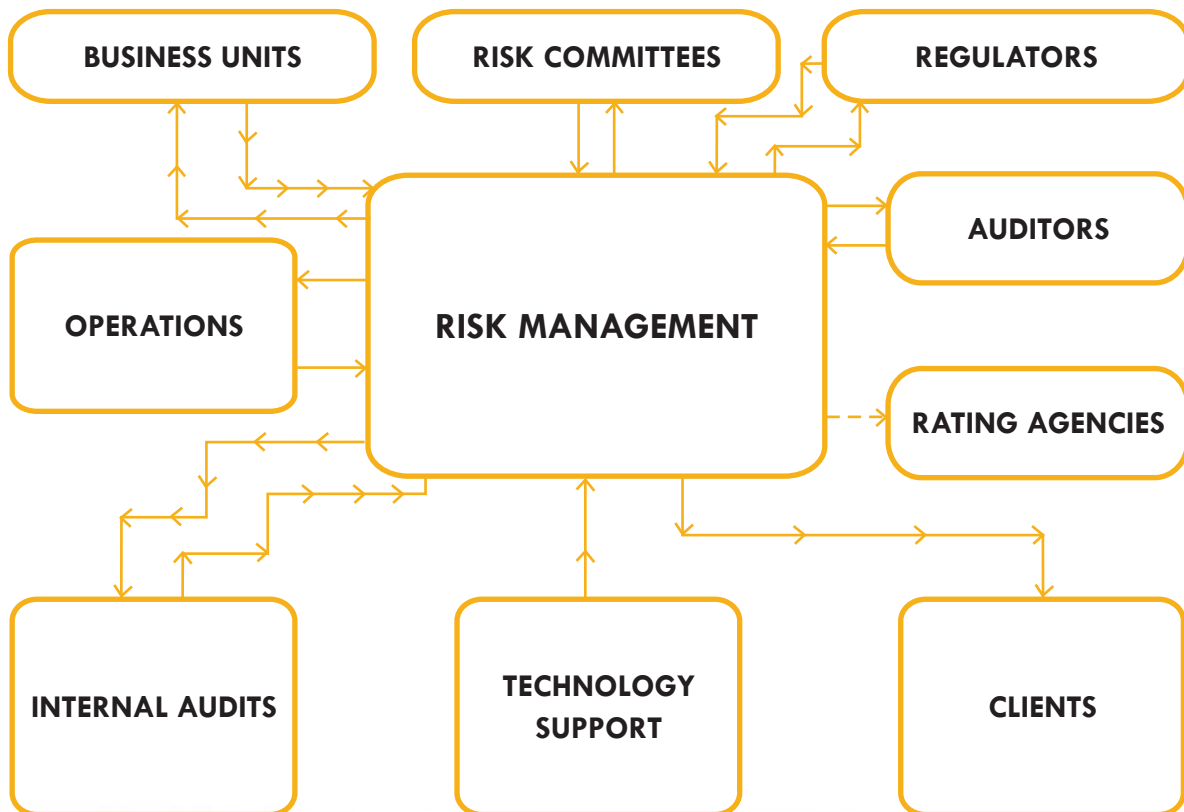 BUSINESS UNITS
RISK COMMITTEES
REGULATORS
AUDITORS
OPERATIONS
RISK MANAGEMENT
RATING AGENCIES
INTERNAL AUDITS
TECHNOLOGY
SUPPORT
CLIENTS